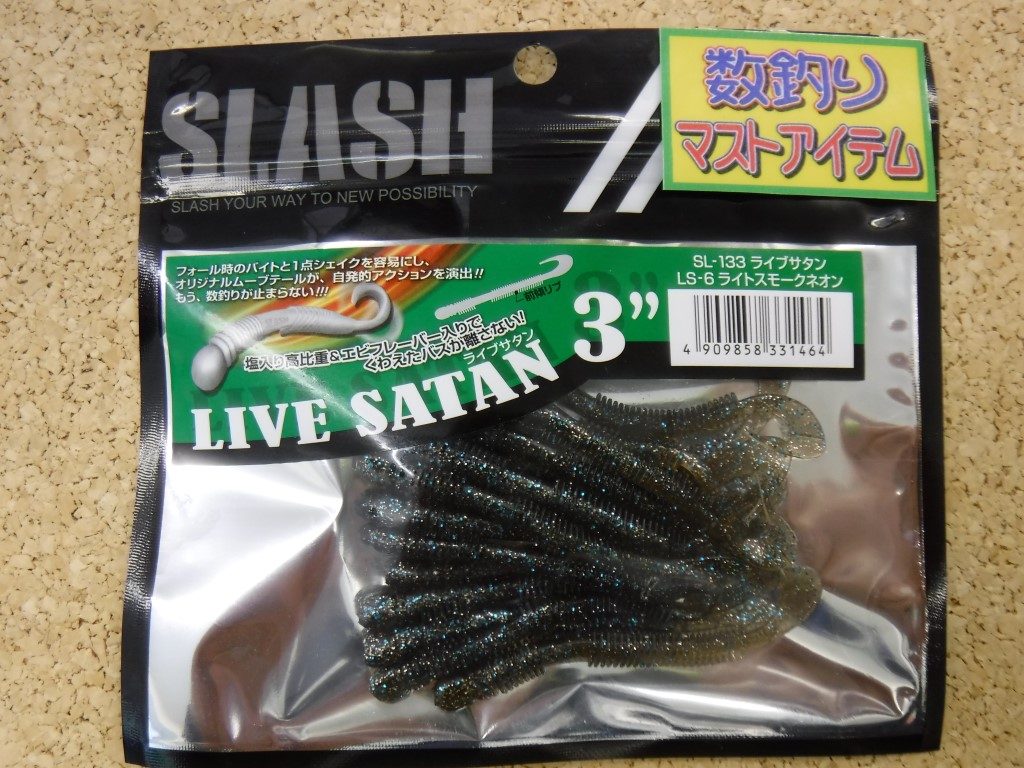 SLASH
SLASH YOUR WAY TO NEW POSSIBILITY
数釣り
マストアイテム
フォール時のバイトと1点シェイクを容易にし、
オリジナルムーブテールが、自発的アクションを演出!!
もう、数釣りが止まらない!!!
前傾リブ
塩入り高比重&エビフレーバー入りで
くわえたバスが離さない!
ライブサタン
LIVE SATAN 3”
SL-133 ライブサタン
LS-6 ライトスモークネオン
4 909858 331464